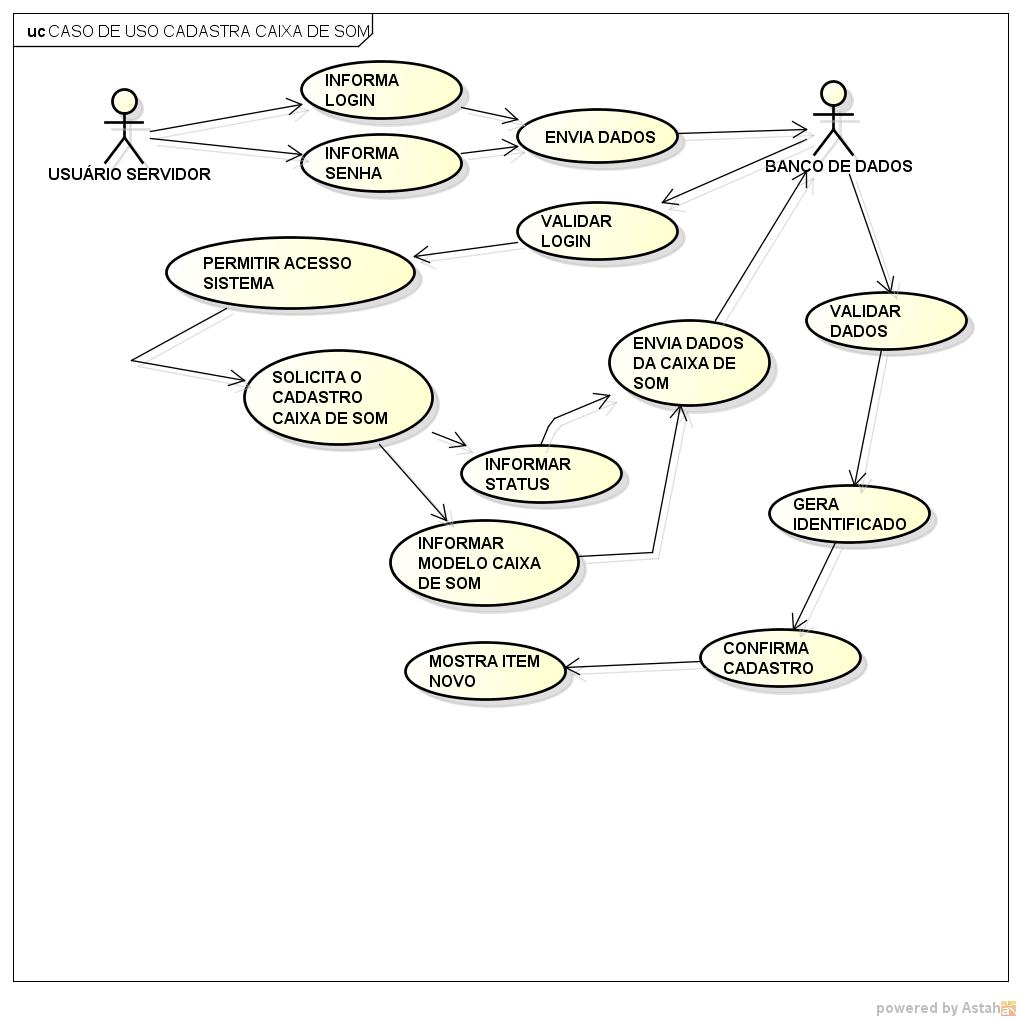 uc CASO DE USO CADASTRA CAIXA DE SOM
INFORMA
LOGIN
ENVIA DADOS
INFORMA
SENHA
USUÁRIO SERVIDOR
BANCO DE DADOS
VALIDAR
LOGIN
PERMITIR ACESSO
SISTEMA
VALIDAR
DADOS
ENVIA DADOS
DA CAIXA DE
SOM
SOLICITA O
CADASTRO
CAIXA DE SOM
INFORMAR
STATUS
GERA
IDENTIFICADO
INFORMAR
MODELO CAIXA
DE SOM
CONFIRMA
CADASTRO
MOSTRA ITEM
NOVO
powered by Astah